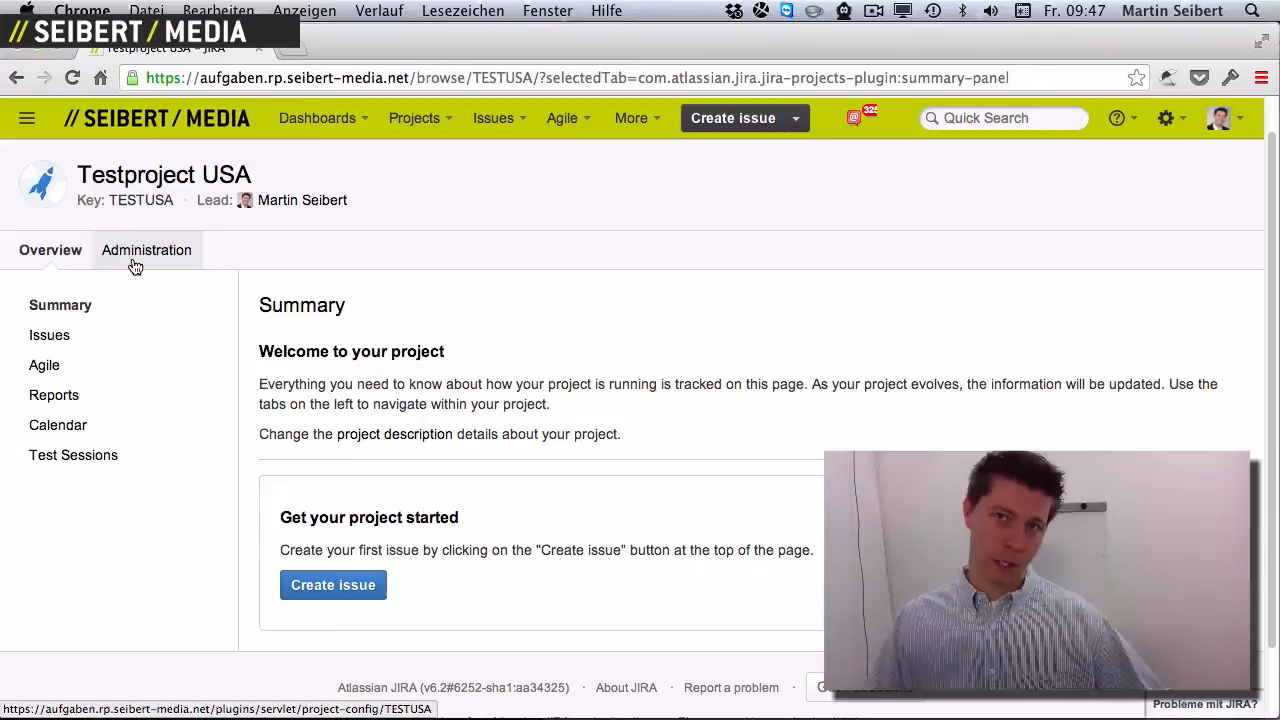 Chrome Datei Bearbeiten Anzeigen Verlauf Lesezeichen Fenster Hilfe Fr. 09:47 Martin Seibert
// SEIBERT / MEDIA
Testproject USA - JIRA
https://aufgaben.rp.seibert-media.net/browse/TESTUSA/?selectedTab=com.atlassian.jira.jira-projects-plugin:summary-panel
// SEIBERT / MEDIA Dashboards Projects Issues Agile More Create issue Quick Search
Testproject USA
Key: TESTUSA · Lead: Martin Seibert
Overview Administration
Summary
Issues
Agile
Reports
Calendar
Test Sessions
Summary
Welcome to your project
Everything you need to know about how your project is running is tracked on this page. As your project evolves, the information will be updated. Use the
tabs on the left to navigate within your project.
Change the project description details about your project.
Get your project started
Create your first issue by clicking on the "Create issue" button at the top of the page.
Create issue
Atlassian JIRA (v6.2#6252-sha1:aa34325) · About JIRA · Report a problem ·
Probleme mit JIRA?
https://aufgaben.rp.seibert-media.net/plugins/servlet/project-config/TESTUSA